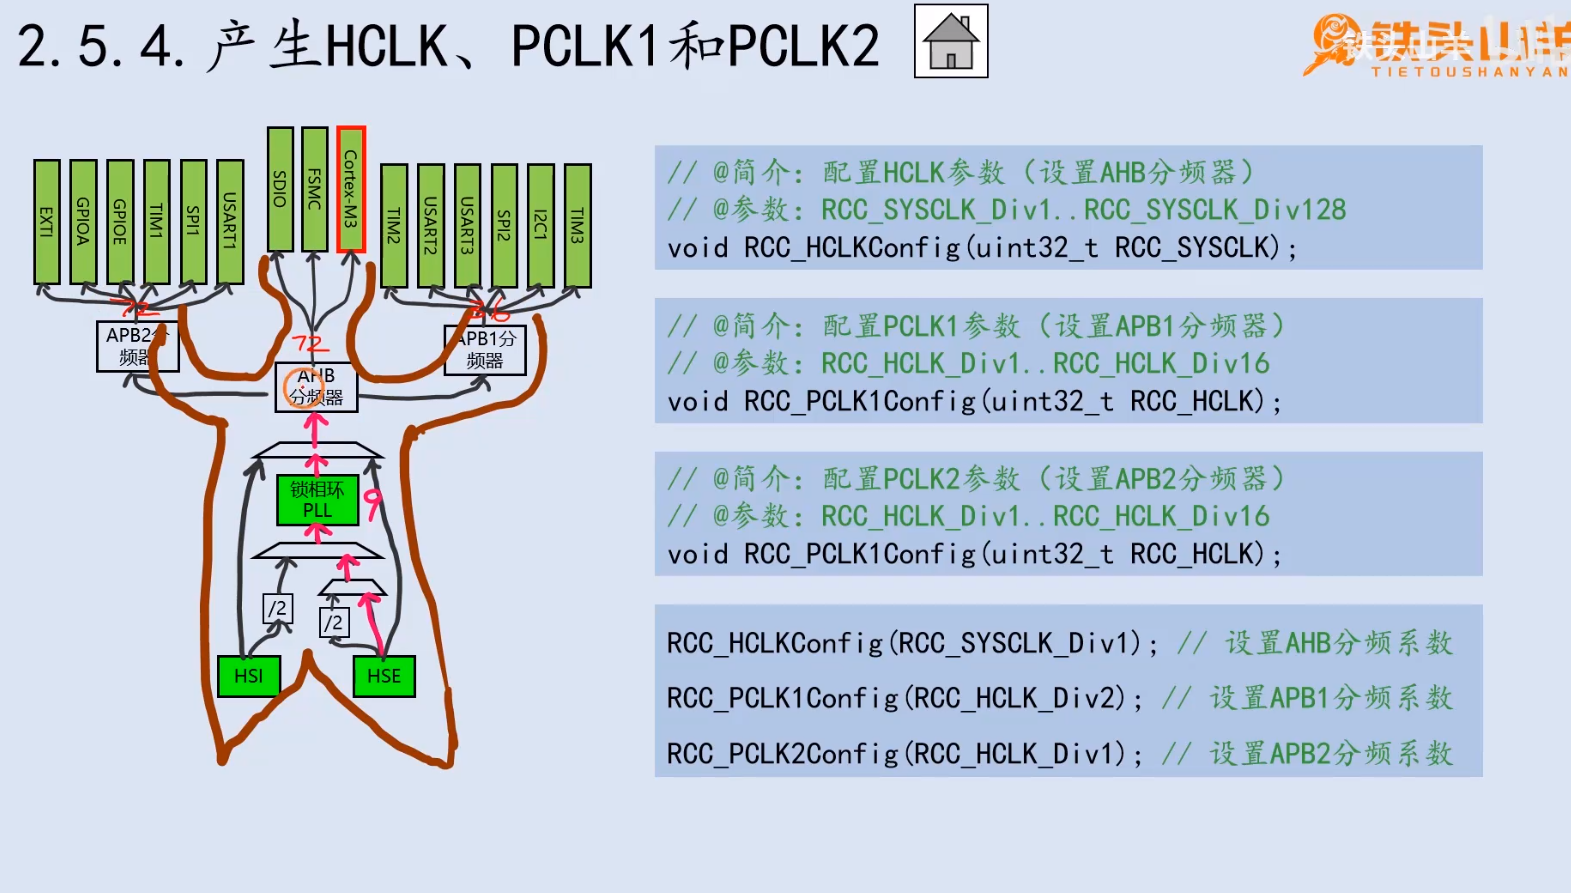 2.5.4.产生HCLK、PCLK1和PCLK2
铁头山羊
TIETOUSHANYAN
EXTI
GPIOA
GPIOE
TIM1
SPI1
USART1
SDIO
FSMC
Cortex-M3
TIM2
USART2
USART3
SPI2
I2C1
TIM3
72
36
72
APB2分
频器
APB1分
频器
AHB
分频器
锁相环
PLL
9
/2
/2
HSI
HSE
// @简介：配置HCLK参数（设置AHB分频器）
// @参数：RCC_SYSCLK_Div1..RCC_SYSCLK_Div128
void RCC_HCLKConfig(uint32_t RCC_SYSCLK);
// @简介：配置PCLK1参数（设置APB1分频器）
// @参数：RCC_HCLK_Div1..RCC_HCLK_Div16
void RCC_PCLK1Config(uint32_t RCC_HCLK);
// @简介：配置PCLK2参数（设置APB2分频器）
// @参数：RCC_HCLK_Div1..RCC_HCLK_Div16
void RCC_PCLK1Config(uint32_t RCC_HCLK);
RCC_HCLKConfig(RCC_SYSCLK_Div1); // 设置AHB分频系数
RCC_PCLK1Config(RCC_HCLK_Div2); // 设置APB1分频系数
RCC_PCLK2Config(RCC_HCLK_Div1); // 设置APB2分频系数